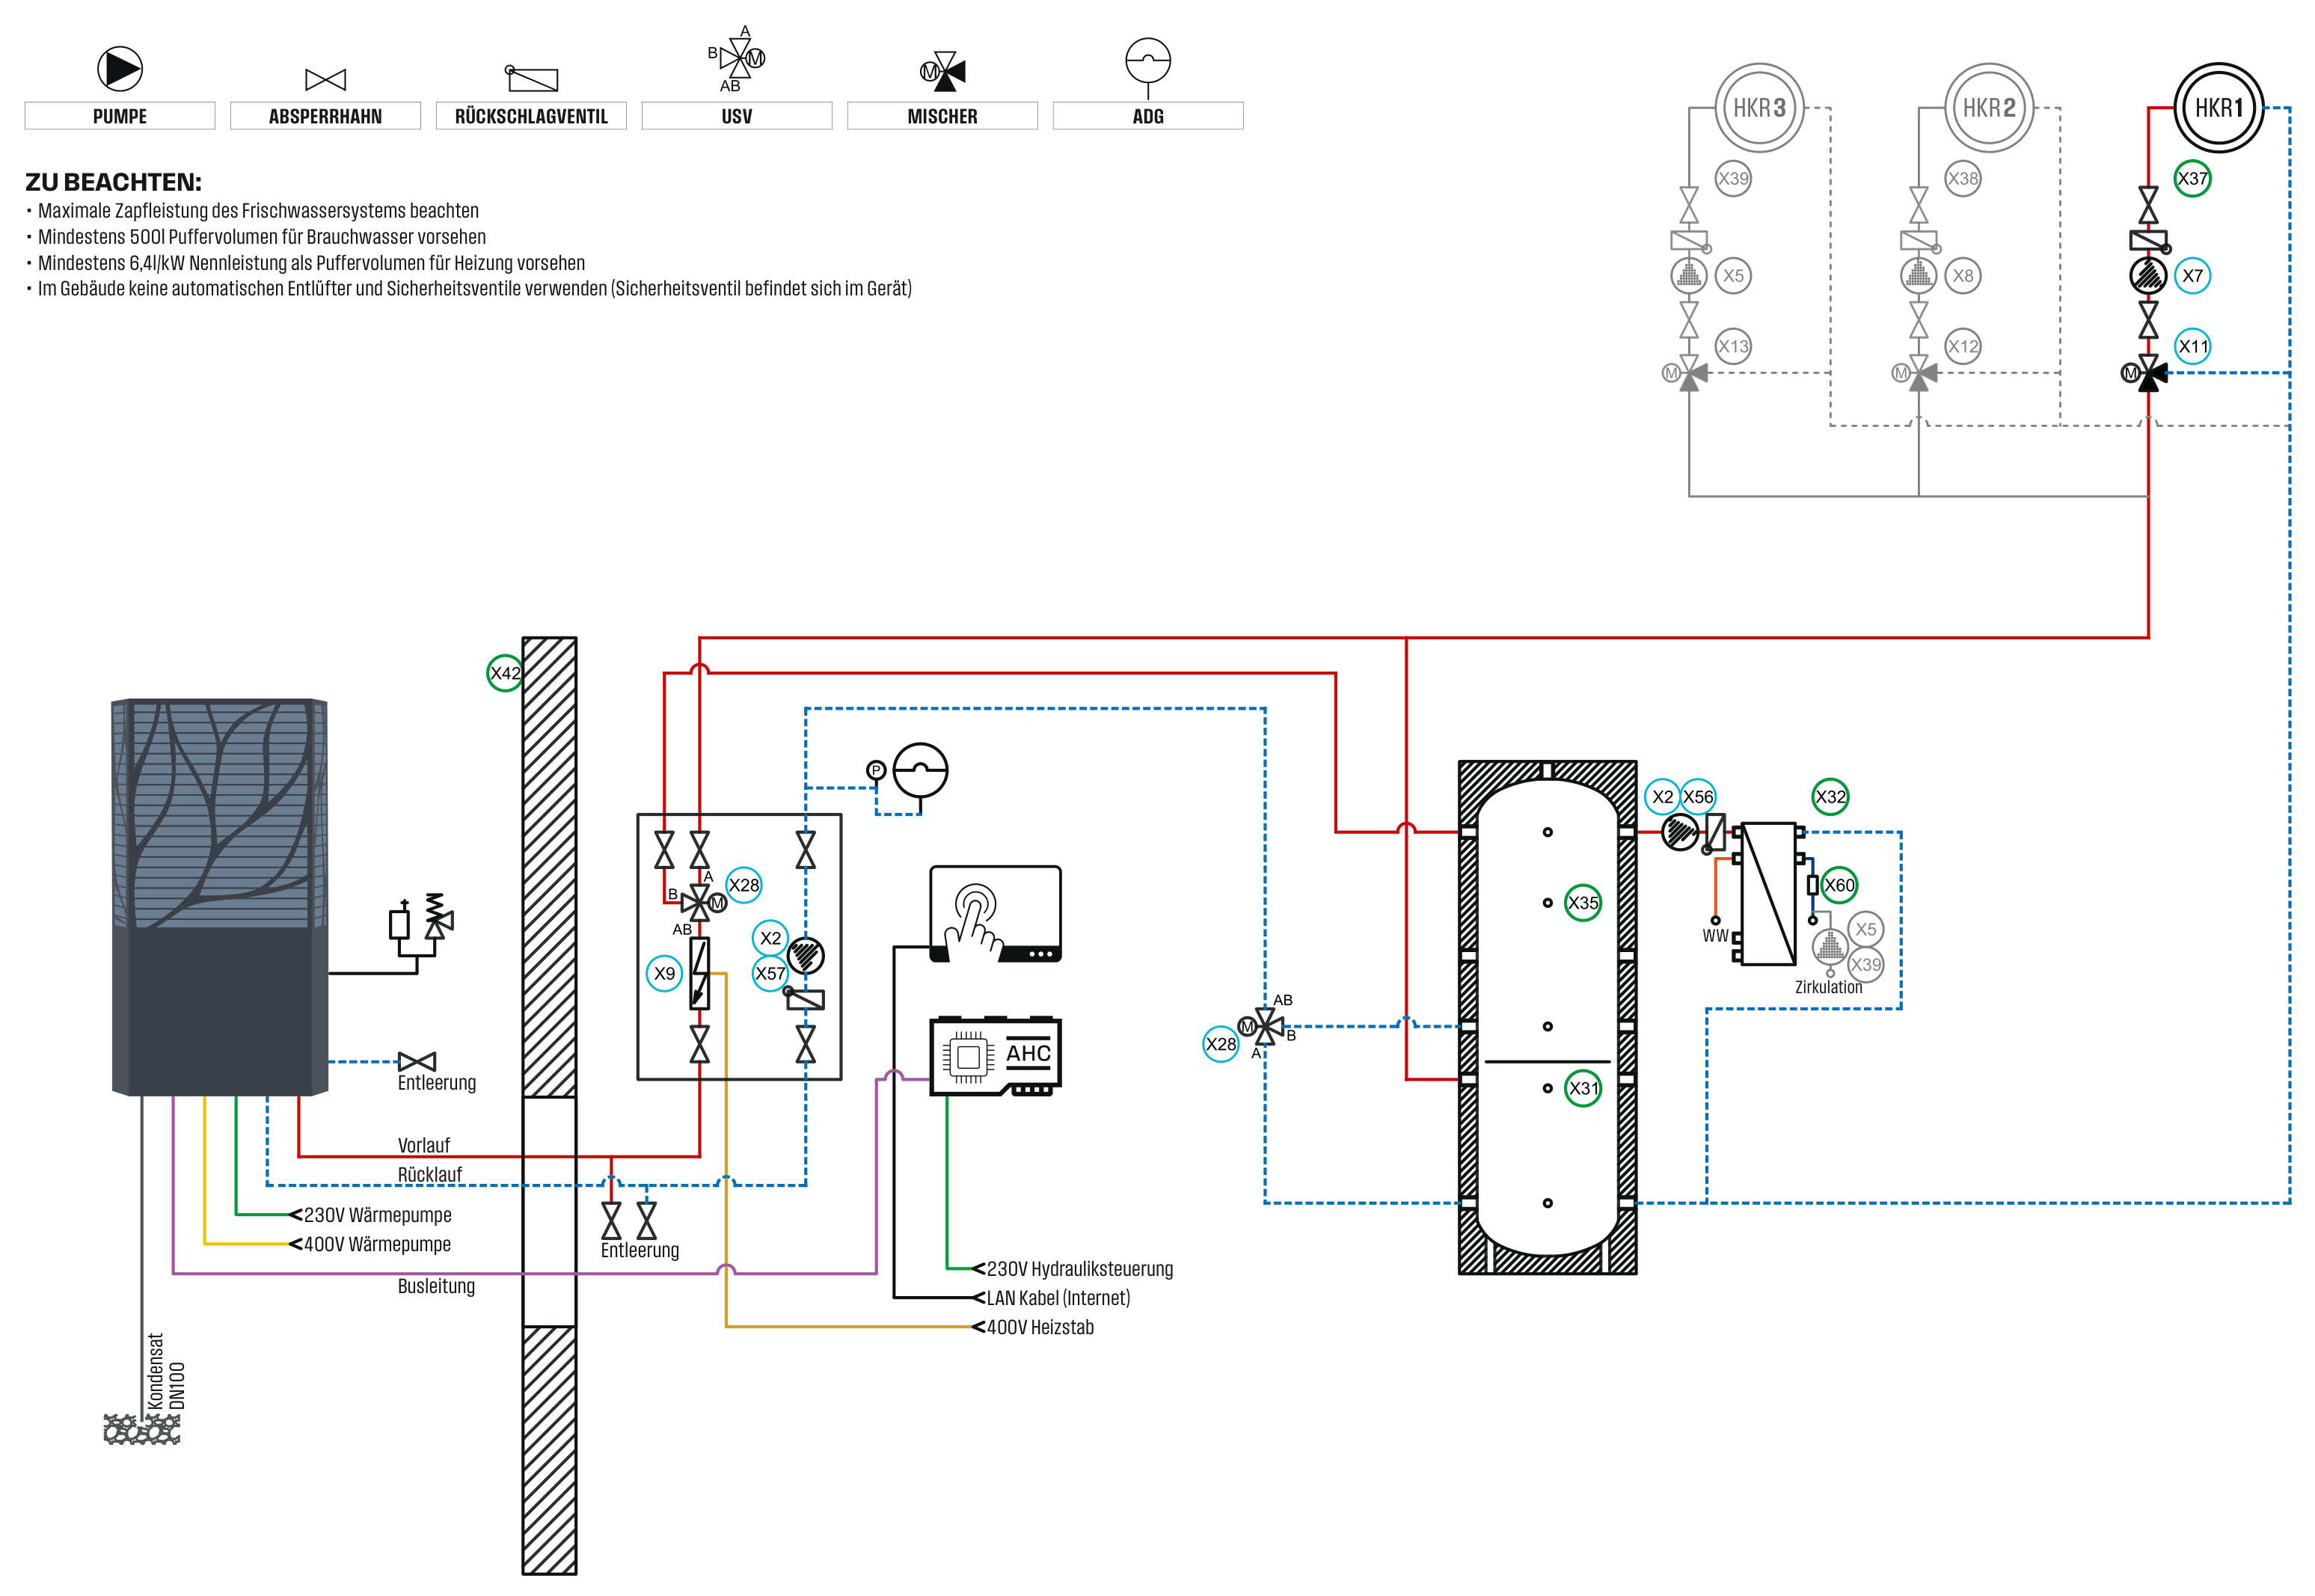 A
B
M
AB
M
PUMPE
ABSPERRHAHN
RÜCKSCHLAGVENTIL
USV
MISCHER
ADG
HKR3
HKR2
HKR1
X39
X38
X37
X5
X8
X7
X13
X12
X11
M
M
M
ZU BEACHTEN:
· Maximale Zapfleistung des Frischwassersystems beachten
· Mindestens 500l Puffervolumen für Brauchwasser vorsehen
· Mindestens 6,4l/kW Nennleistung als Puffervolumen für Heizung vorsehen
· Im Gebäude keine automatischen Entlüfter und Sicherheitsventile verwenden (Sicherheitsventil befindet sich im Gerät)
X42
P
A
X28
B
M
AB
X2
X9
X57
AHC
AB
M
B
X28
A
X2
X56
X32
X35
X60
WW
X5
X39
Zirkulation
X31
Entleerung
Vorlauf
Rücklauf
230V Wärmepumpe
400V Wärmepumpe
Busleitung
Entleerung
230V Hydrauliksteuerung
LAN Kabel (Internet)
400V Heizstab
Kondensat
DN100